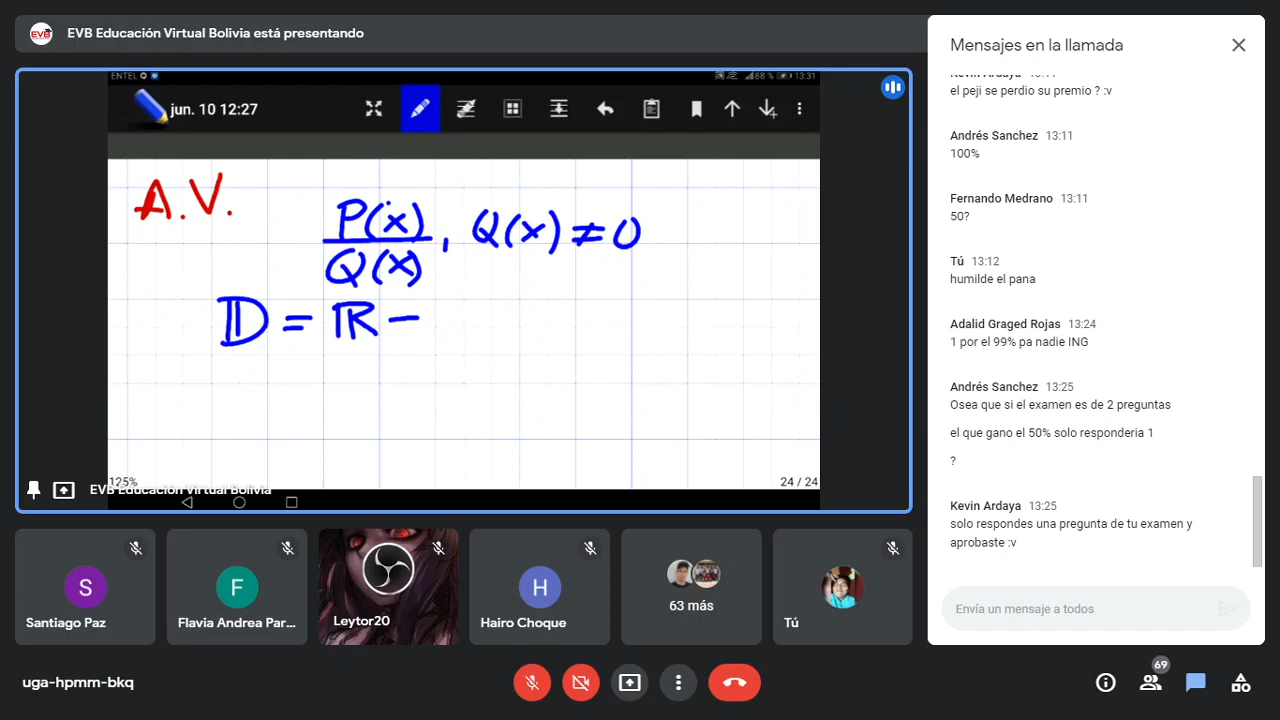 EVB Educación Virtual Bolivia está presentando
ENTEL
88 % 13:31
jun. 10 12:27
A.V.
P(x)/Q(x), Q(x) ≠ 0
D = ℝ -
125%
24 / 24
EVB Educación Virtual Bolivia
Santiago Paz
Flavia Andrea Par...
Leytor20
Hairo Choque
63 más
Tú
uga-hpmm-bkq
Mensajes en la llamada
Kevin Ardaya 13:11
el peji se perdio su premio ? :v
Andrés Sanchez 13:11
100%
Fernando Medrano 13:11
50?
Tú 13:12
humilde el pana
Adalid Graged Rojas 13:24
1 por el 99% pa nadie ING
Andrés Sanchez 13:25
Osea que si el examen es de 2 preguntas
el que gano el 50% solo responderia 1
?
Kevin Ardaya 13:25
solo respondes una pregunta de tu examen y
aprobaste :v
Envía un mensaje a todos
69
S
F
H
EVB